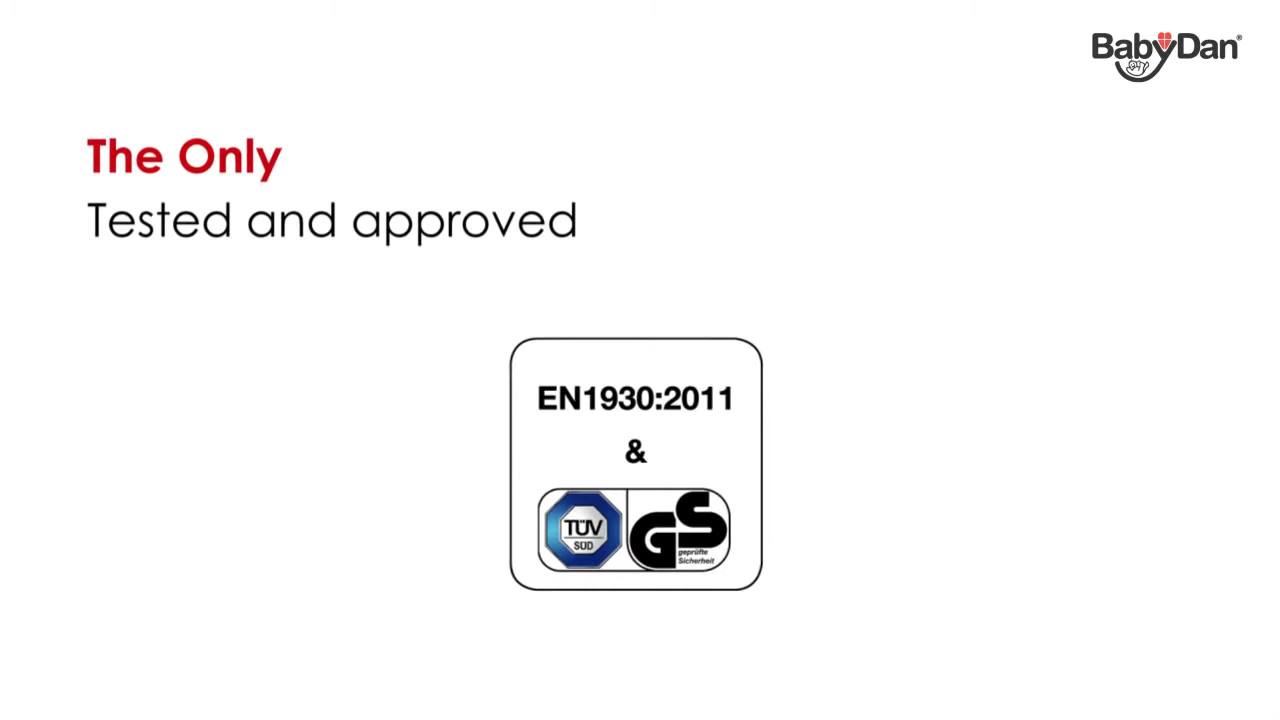 BabyDan®
The Only
Tested and approved
EN1930:2011
&
TÜV
SÜD
GS
geprüfte
Sicherheit